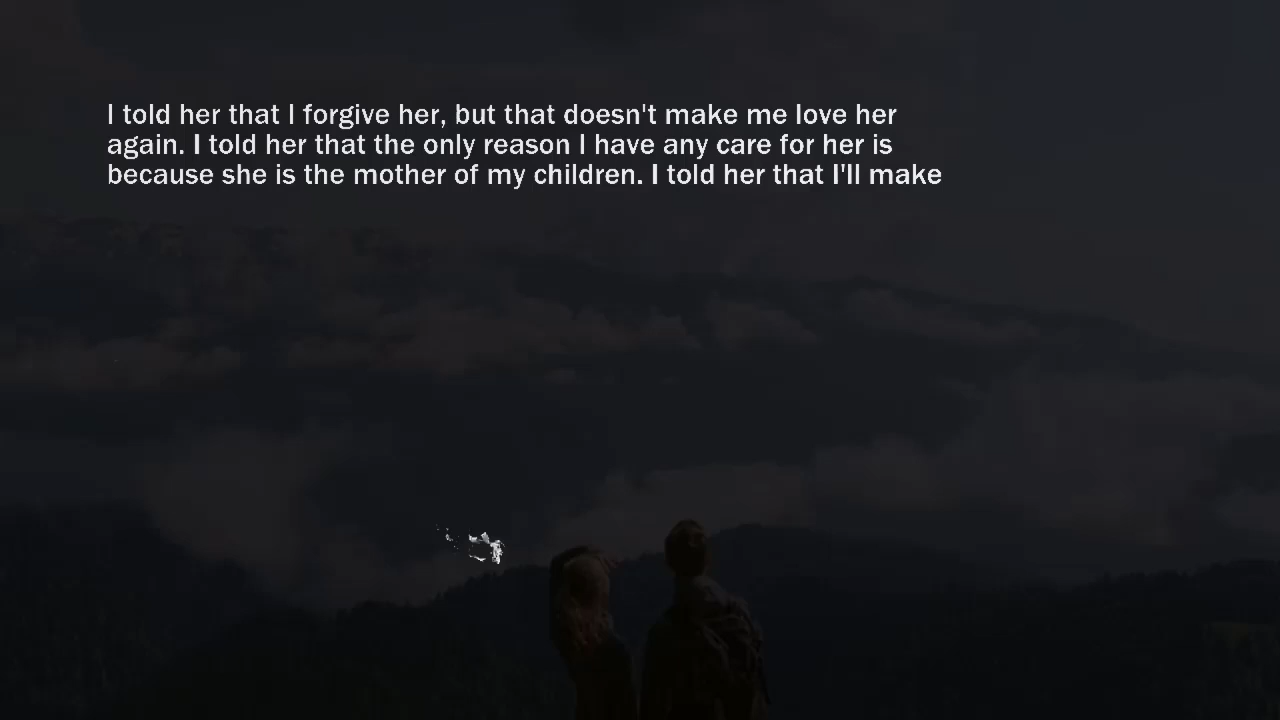 I told her that I forgive her, but that doesn't make me love her
again. I told her that the only reason I have any care for her is
because she is the mother of my children. I told her that I'll make